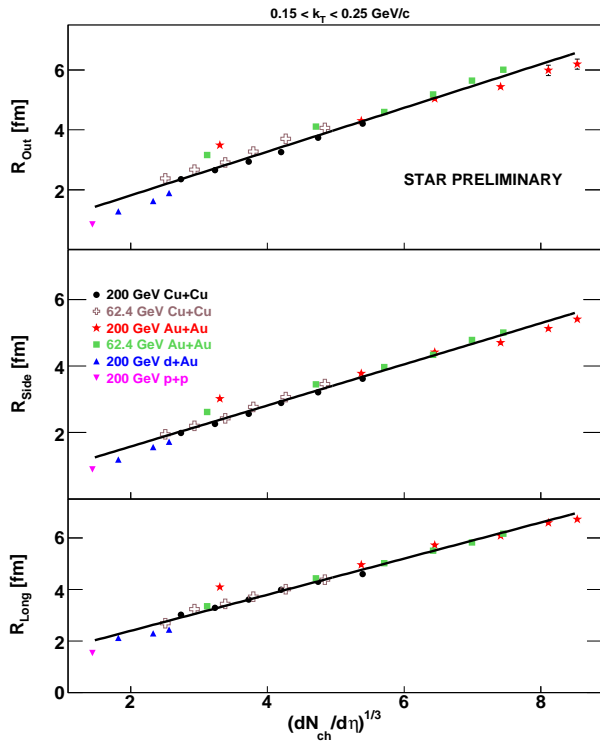 0.15 < k_T < 0.25 GeV/c
R_Out [fm]
6
4
2
STAR PRELIMINARY
R_Side [fm]
6
4
2
200 GeV Cu+Cu
62.4 GeV Cu+Cu
200 GeV Au+Au
62.4 GeV Au+Au
200 GeV d+Au
200 GeV p+p
R_Long [fm]
6
4
2
0
2 4 6 8
(dN_ch/dη)^1/3